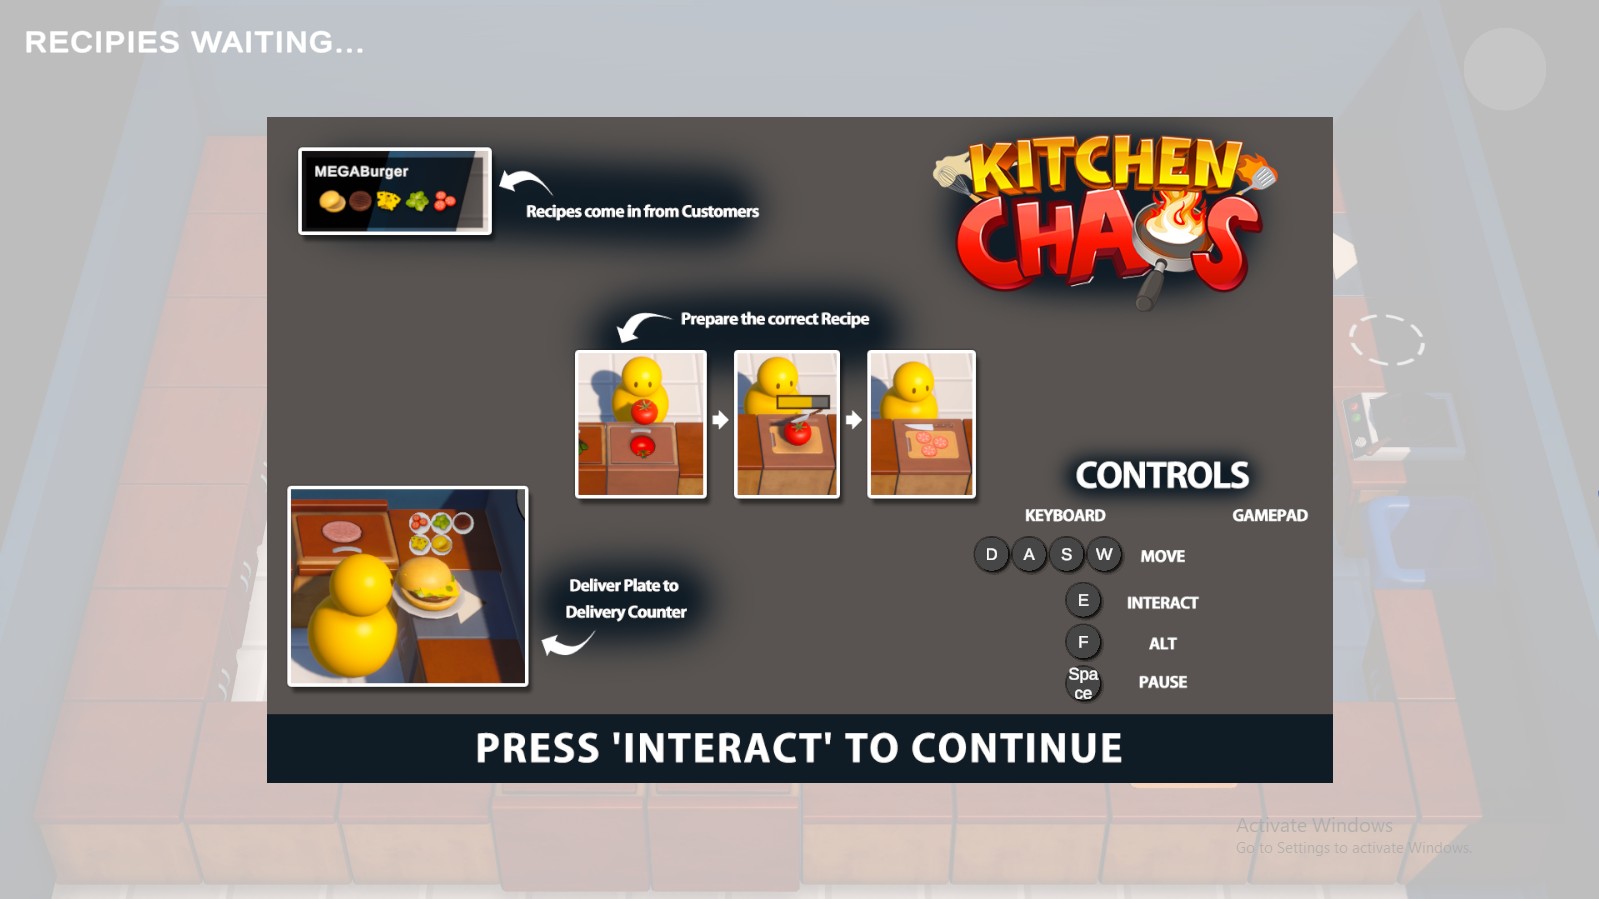 RECIPIES WAITING...
MEGABurger
Recipes come in from Customers
KITCHEN
CHAOS
Prepare the correct Recipe
CONTROLS
KEYBOARD GAMEPAD
D A S W MOVE
E INTERACT
F ALT
Spa
ce PAUSE
Deliver Plate to
Delivery Counter
PRESS 'INTERACT' TO CONTINUE
Activate Windows
Go to Settings to activate Windows.